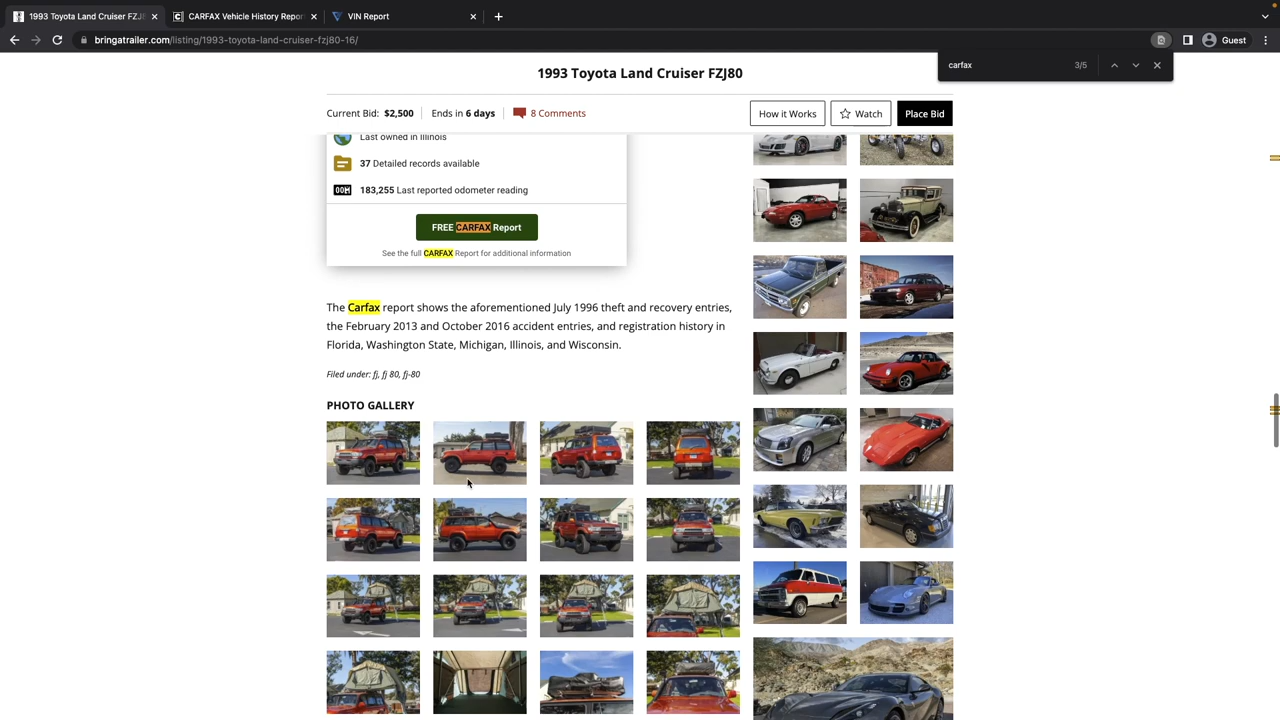 1993 Toyota Land Cruiser FZJ8
CARFAX Vehicle History Repor
VIN Report
bringatrailer.com/listing/1993-toyota-land-cruiser-fzj80-16/
Guest
carfax 3/5
1993 Toyota Land Cruiser FZJ80
Current Bid: $2,500 Ends in 6 days 8 Comments How it Works Watch Place Bid
Last owned in Illinois
37 Detailed records available
183,255 Last reported odometer reading
FREE CARFAX Report
See the full CARFAX Report for additional information
The Carfax report shows the aforementioned July 1996 theft and recovery entries,
the February 2013 and October 2016 accident entries, and registration history in
Florida, Washington State, Michigan, Illinois, and Wisconsin.
Filed under: fj, fj 80, fj-80
PHOTO GALLERY